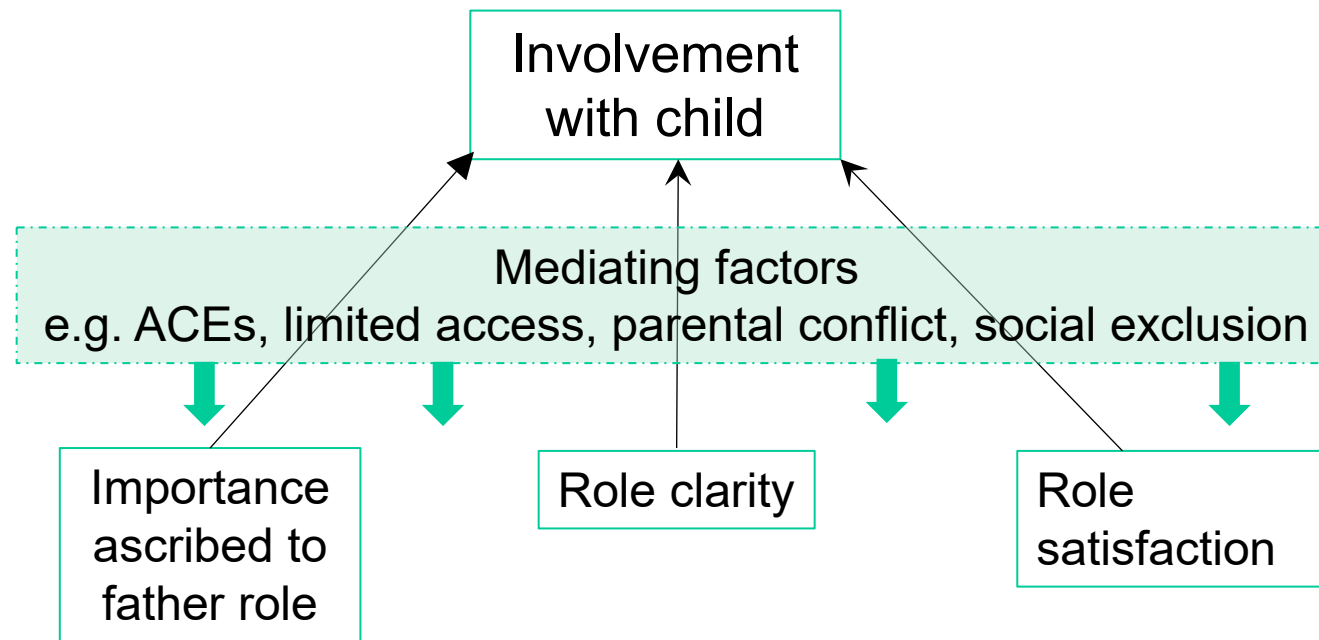 Involvement
with child
Mediating factors
e.g. ACEs, limited access, parental conflict, social exclusion
Importance
ascribed to
father role
Role clarity
Role
satisfaction